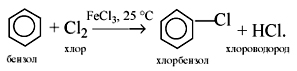 FeCl₃, 25 °C
+ Cl₂ → Cl + HCl.
бензол хлор хлорбензол хлороводород